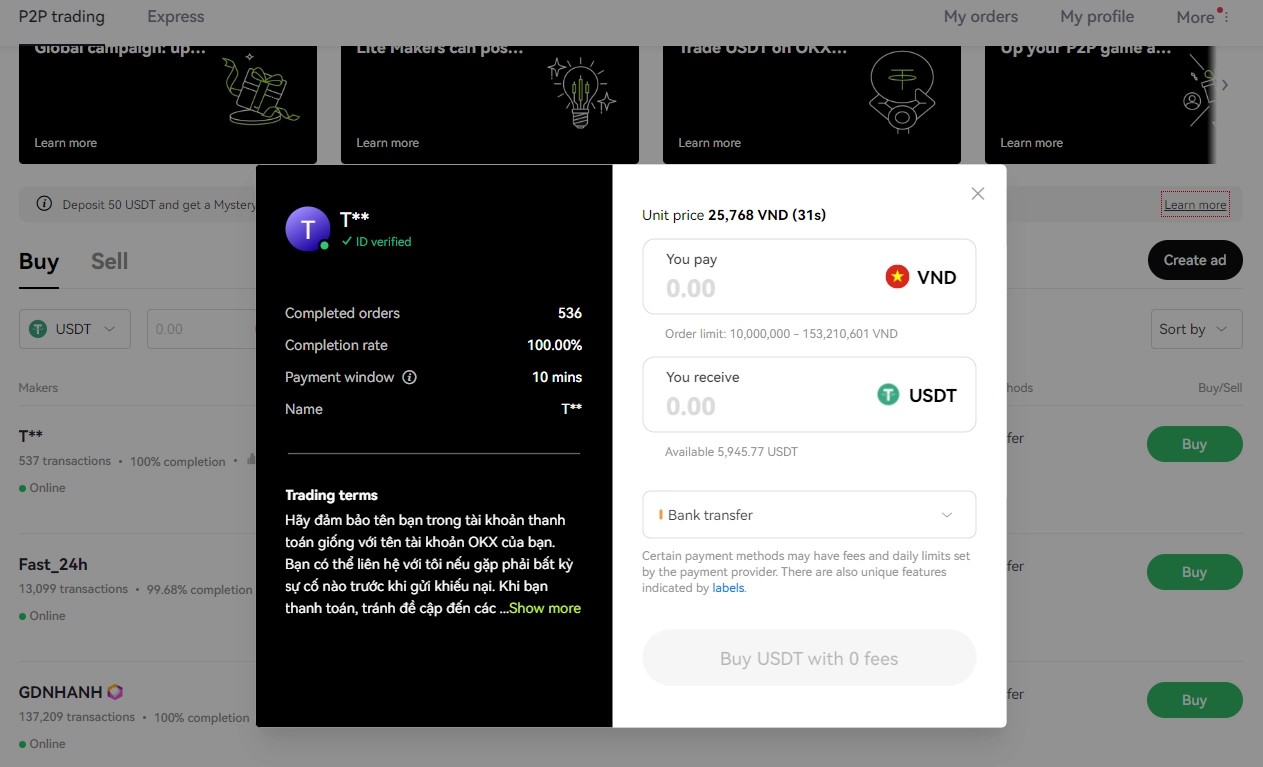 P2P trading
Express
My orders
My profile
More
Global campaign: up...
Lite Makers can pos...
Trade USDT on OKX...
Up your P2P game a...
Learn more
Learn more
Learn more
Learn more
Deposit 50 USDT and get a Mystery
Learn more
Buy
Sell
Create ad
USDT
0.00
Sort by
Makers
hods
Buy/Sell
T**
537 transactions • 100% completion •
Online
fer
Buy
Fast_24h
13,099 transactions • 99.68% completion
Online
fer
Buy
GDNHANH
137,209 transactions • 100% completion
Online
fer
Buy
T
T**
ID verified
Completed orders 536
Completion rate 100.00%
Payment window 10 mins
Name T**
Trading terms
Hãy đảm bảo tên bạn trong tài khoản thanh
toán giống với tên tài khoản OKX của bạn.
Bạn có thể liên hệ với tôi nếu gặp phải bất kỳ
sự cố nào trước khi gửi khiếu nại. Khi bạn
thanh toán, tránh đề cập đến các ...Show more
Unit price 25,768 VND (31s)
You pay
0.00
VND
Order limit: 10,000,000 – 153,210,601 VND
You receive
0.00
USDT
Available 5,945.77 USDT
Bank transfer
Certain payment methods may have fees and daily limits set
by the payment provider. There are also unique features
indicated by labels.
Buy USDT with 0 fees